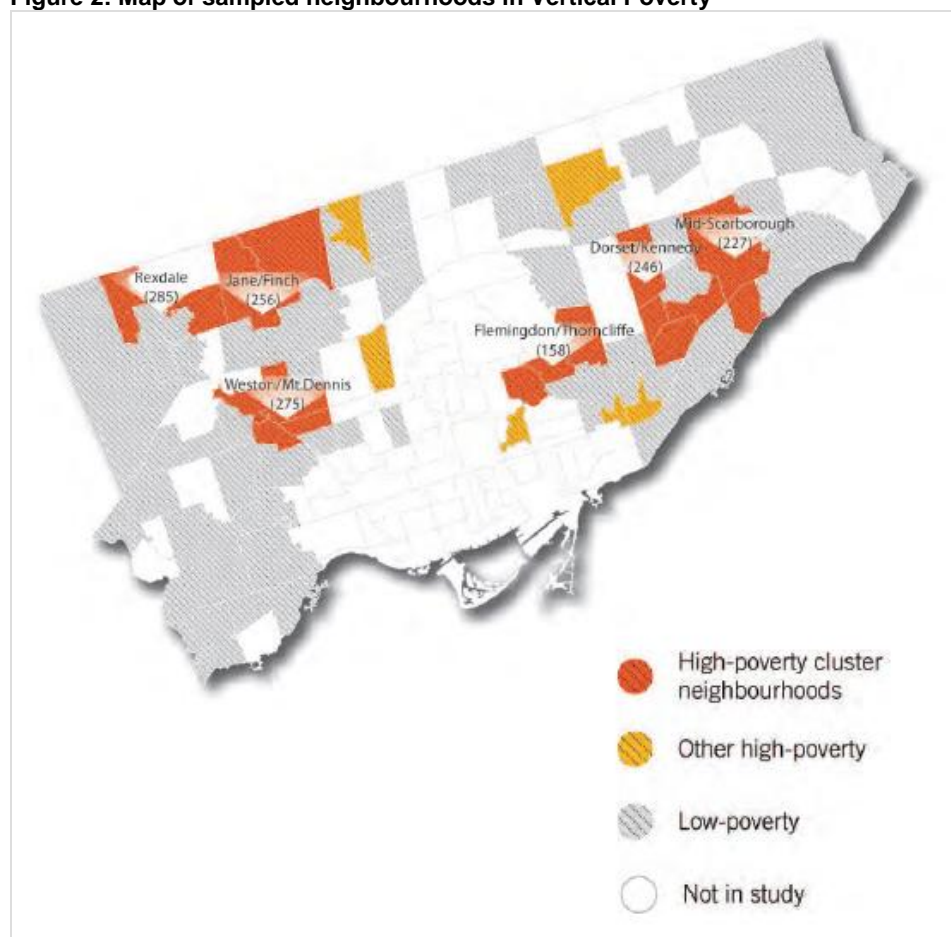 Figure 2. Map of sampled neighbourhoods in Vertical Poverty
Mid-Scarborough
(227)
Dorset/Kennedy
(246)
Rexdale
(285)
Jane/Finch
(256)
Flemingdon/Thorncliffe
(158)
Weston/Mt.Dennis
(275)
High-poverty cluster
neighbourhoods
Other high-poverty
Low-poverty
Not in study